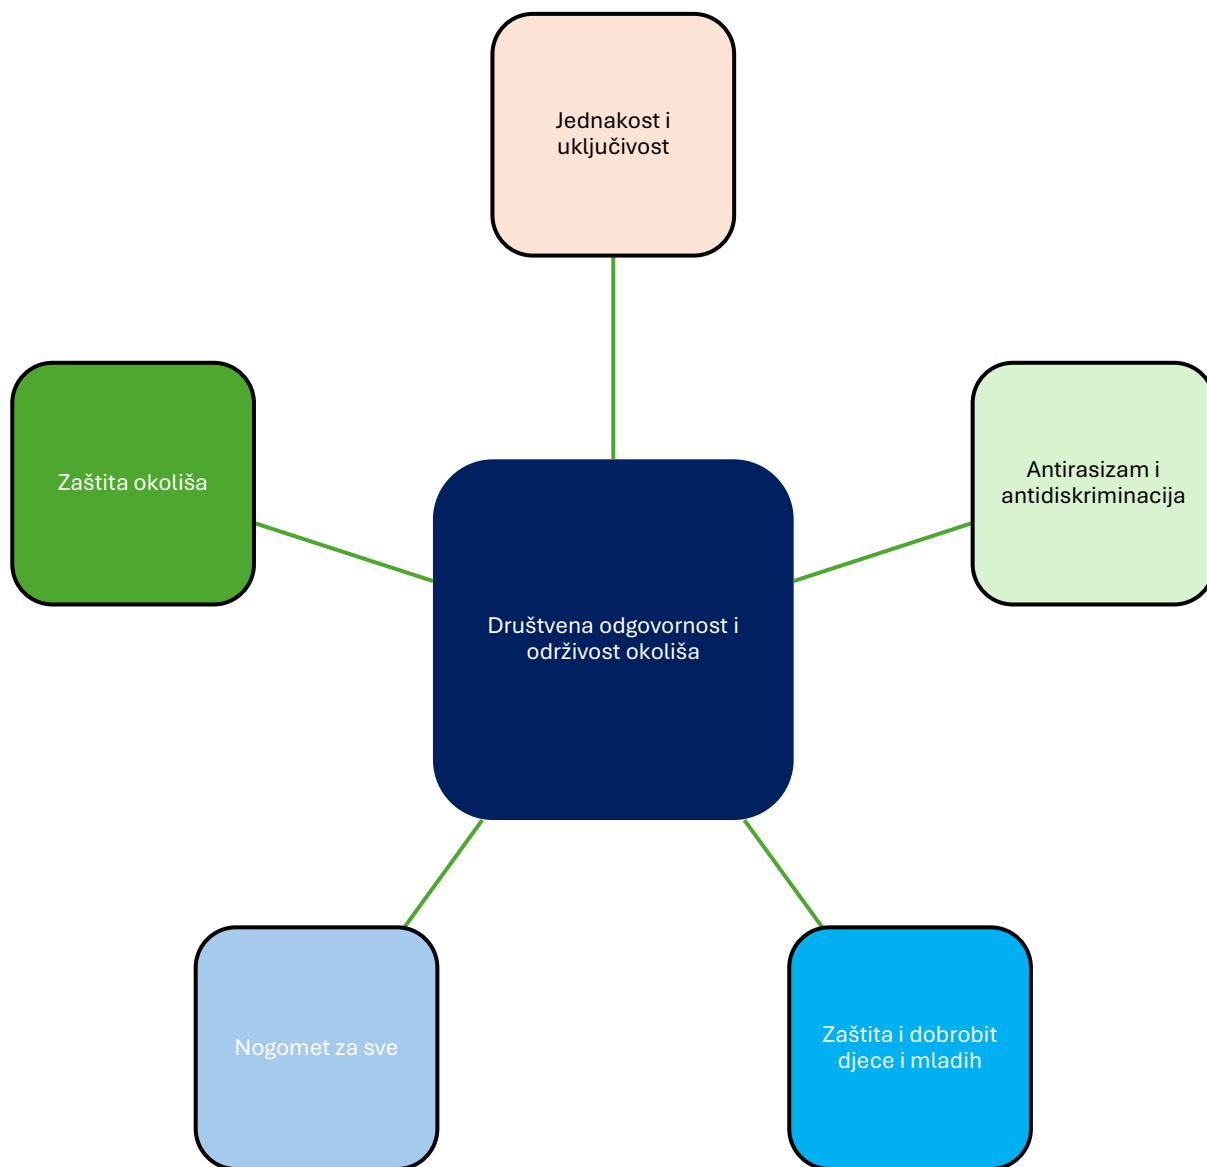 Jednakost i
uključivost
Zaštita okoliša
Antirasizam i
antidiskriminacija
Društvena odgovornost i
održivost okoliša
Nogomet za sve
Zaštita i dobrobit
djece i mladih